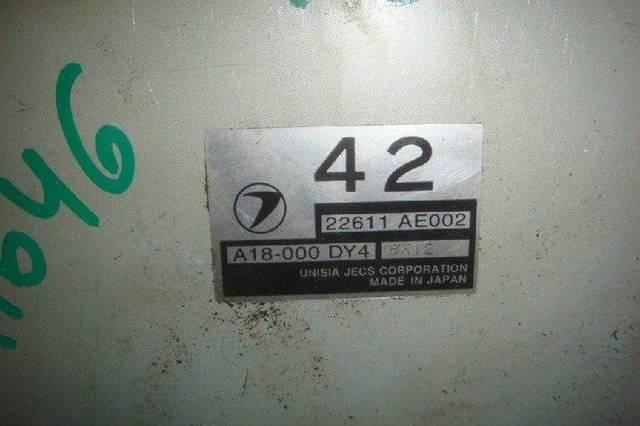 42
22611 AE002
A18-000 DY4
UNISIA JECS CORPORATION
MADE IN JAPAN